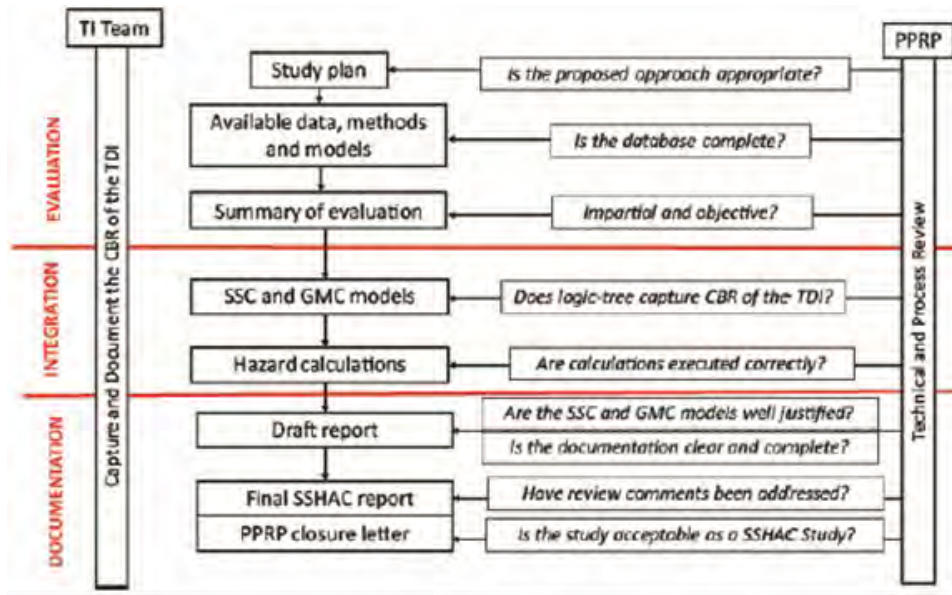 TI Team
PPRP
Study plan
Is the proposed approach appropriate?
Available data, methods
and models
Is the database complete?
Summary of evaluation
Impartial and objective?
EVALUATION
Capture and Document the CBR of the TDI
Technical and Process Review
SSC and GMC models
Does logic-tree capture CBR of the TDI?
INTEGRATION
Hazard calculations
Are calculations executed correctly?
Are the SSC and GMC models well justified?
Draft report
Is the documentation clear and complete?
DOCUMENTATION
Final SSHAC report
Have review comments been addressed?
PPRP closure letter
Is the study acceptable as a SSHAC Study?